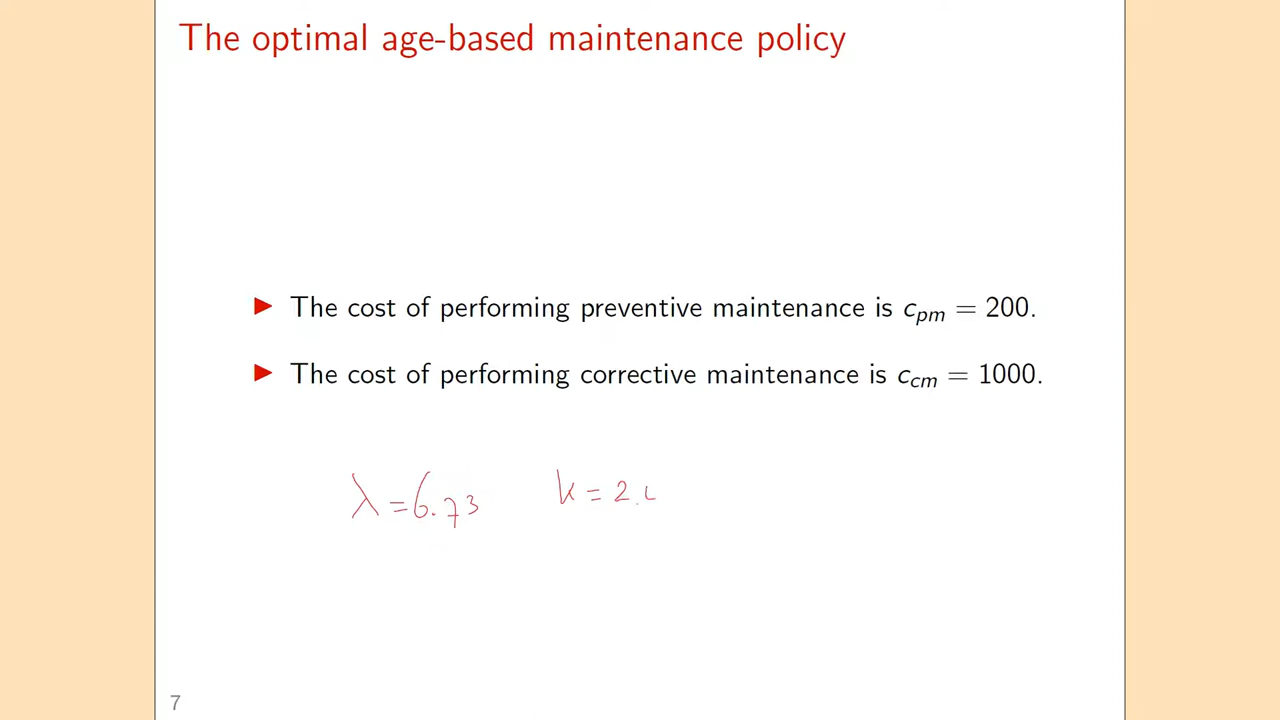 The optimal age-based maintenance policy
▶ The cost of performing preventive maintenance is c_pm = 200.
▶ The cost of performing corrective maintenance is c_cm = 1000.
λ = 6.73 k = 2.
7